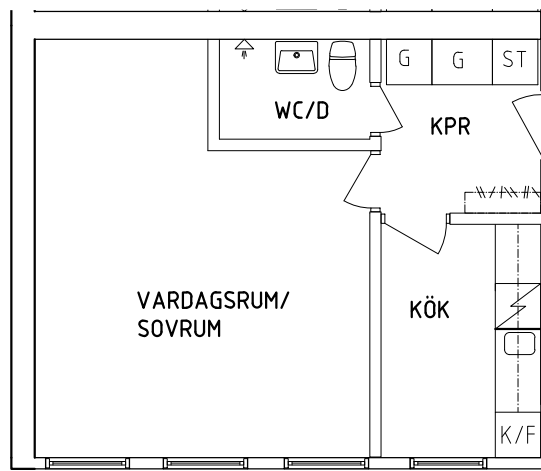 G
G
ST
WC/D
KPR
VARDAGSRUM/
SOVRUM
KÖK
K/F